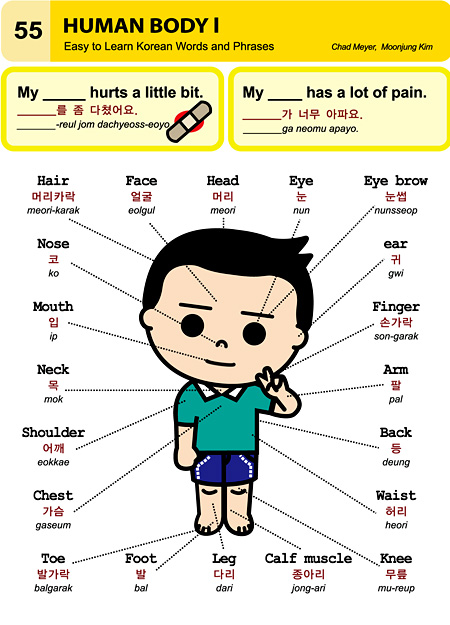 55
HUMAN BODY I
Easy to Learn Korean Words and Phrases
Chad Meyer, Moonjung Kim
My _____ hurts a little bit.
______를 좀 다쳤어요.
______-reul jom dachyeoss-eoyo
My ____ has a lot of pain.
______가 너무 아파요.
______ga neomu apayo.
Hair
머리카락
meori-karak
Face
얼굴
eolgul
Head
머리
meori
Eye
눈
nun
Eye brow
눈썹
nunsseop
Nose
코
ko
ear
귀
gwi
Mouth
입
ip
Finger
손가락
son-garak
Neck
목
mok
Arm
팔
pal
Shoulder
어깨
eokkae
Back
등
deung
Chest
가슴
gaseum
Waist
허리
heori
Toe
발가락
balgarak
Foot
발
bal
Leg
다리
dari
Calf muscle
종아리
jong-ari
Knee
무릎
mu-reup